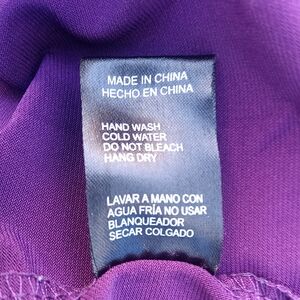 MADE IN CHINA
HECHO EN CHINA
HAND WASH
COLD WATER
DO NOT BLEACH
HANG DRY
LAVAR A MANO CON
AGUA FRÍA NO USAR
BLANQUEADOR
SECAR COLGADO